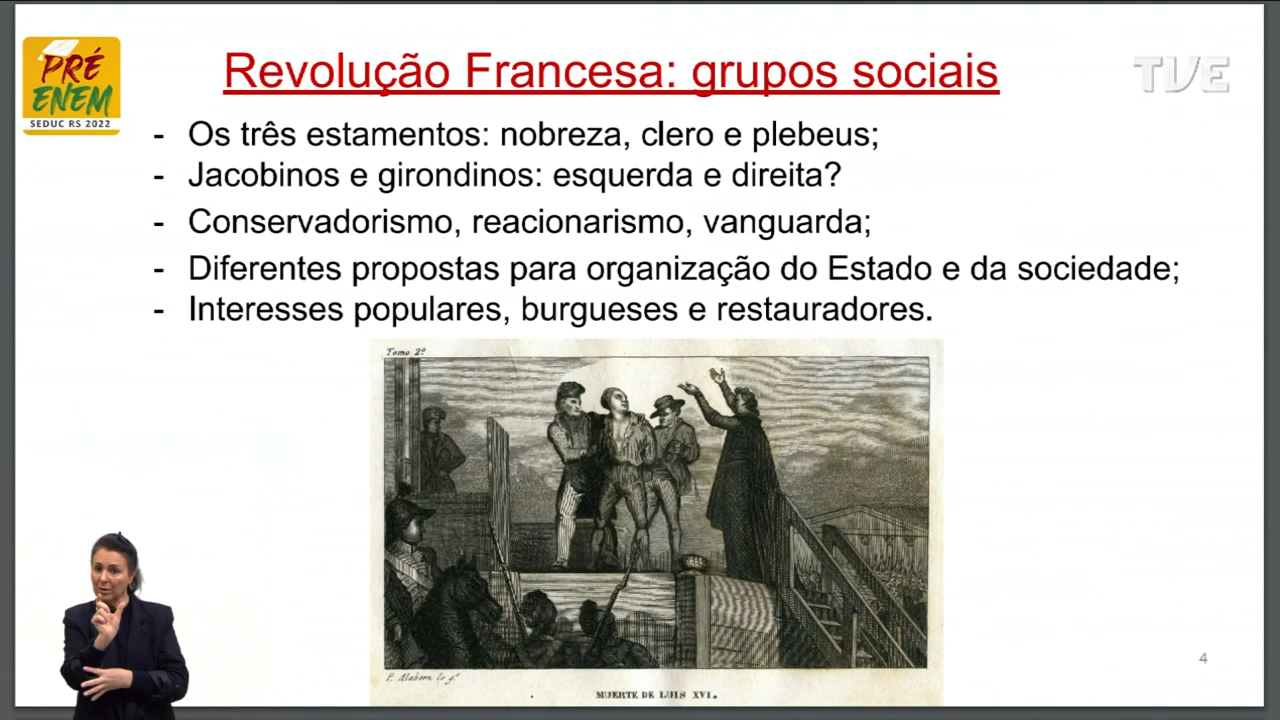 PRÉ
ENEM
SEDUC RS 2022
Revolução Francesa: grupos sociais
TVE
- Os três estamentos: nobreza, clero e plebeus;
- Jacobinos e girondinos: esquerda e direita?
- Conservadorismo, reacionarismo, vanguarda;
- Diferentes propostas para organização do Estado e da sociedade;
- Interesses populares, burgueses e restauradores.
Tomo 2º
MUERTE DE LUIS XVI.
4